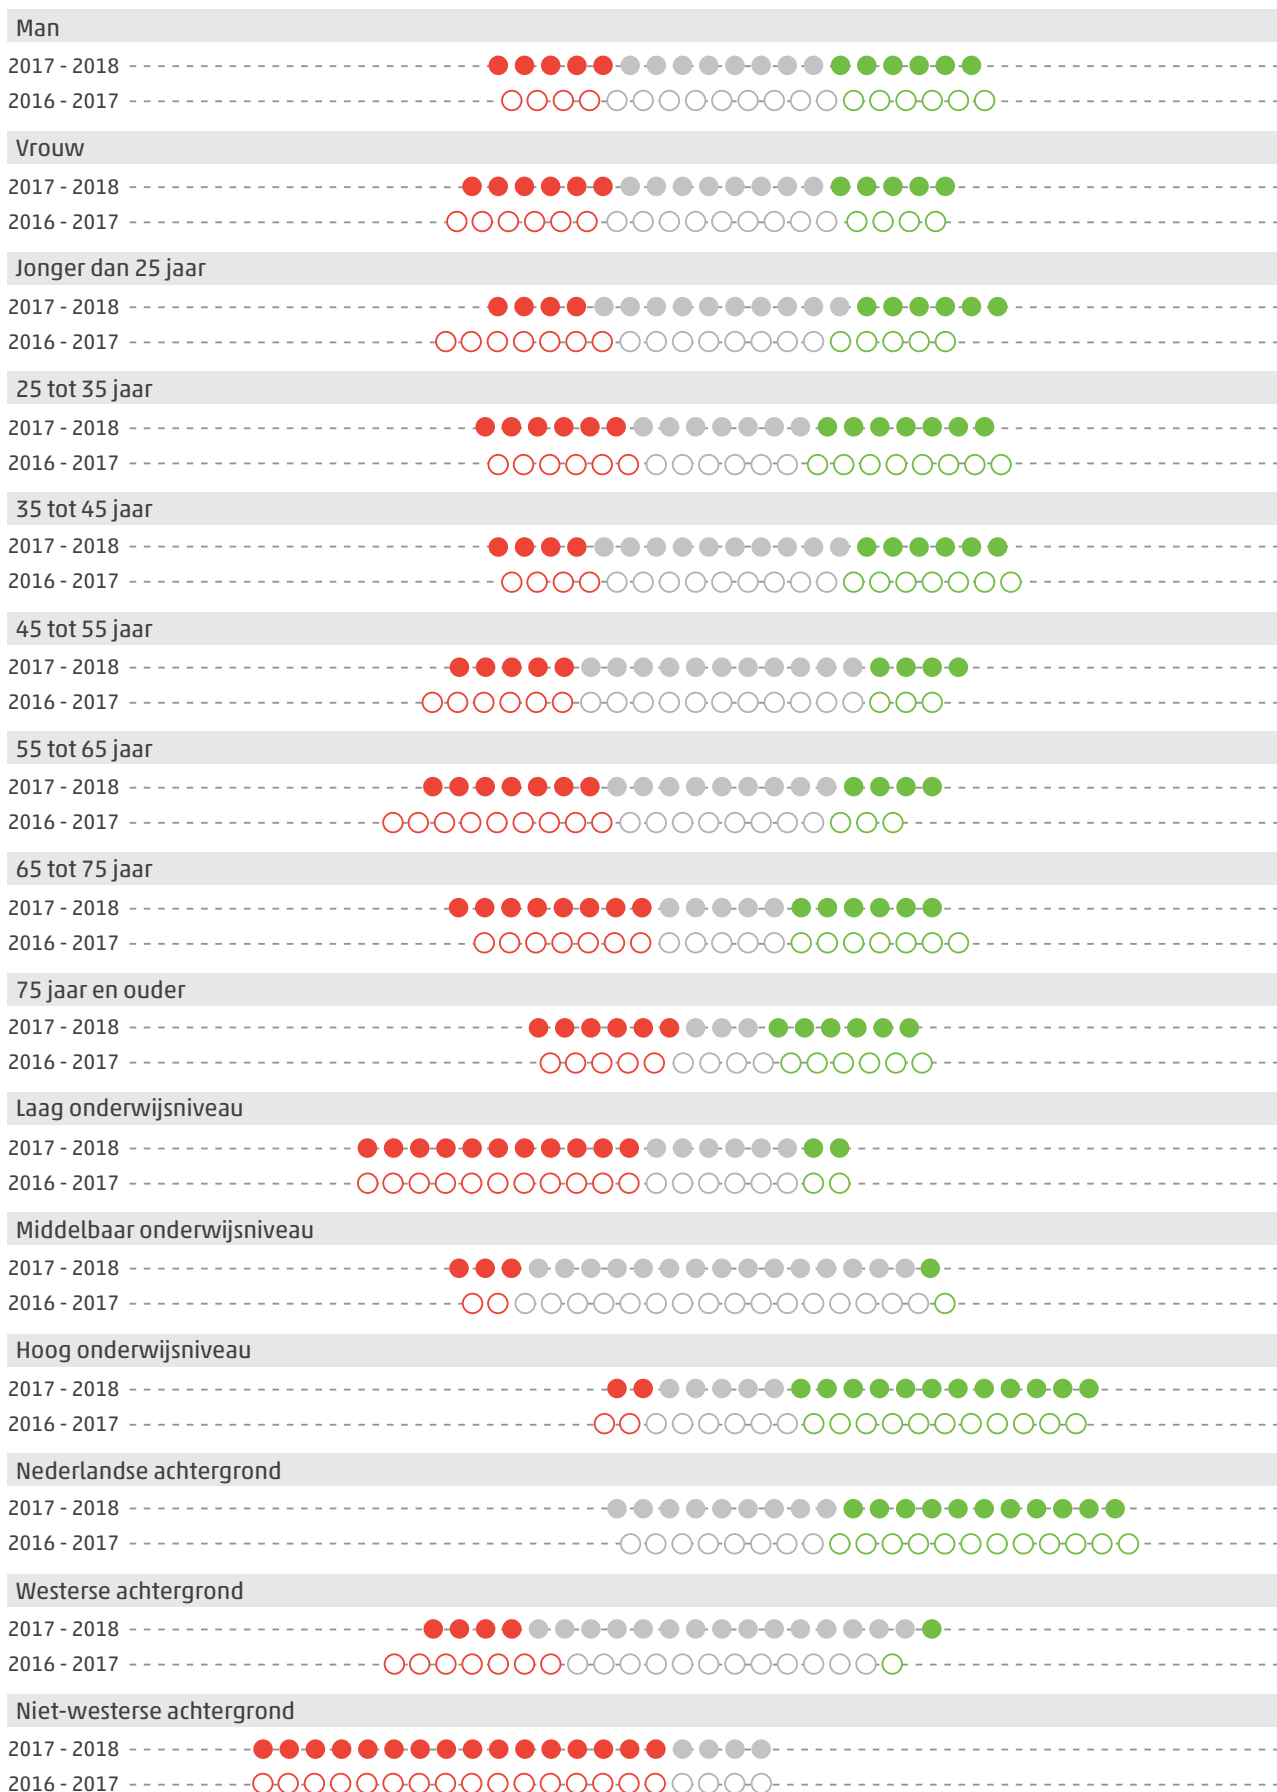 Man
2017 - 2018
2016 - 2017
Vrouw
2017 - 2018
2016 - 2017
Jonger dan 25 jaar
2017 - 2018
2016 - 2017
25 tot 35 jaar
2017 - 2018
2016 - 2017
35 tot 45 jaar
2017 - 2018
2016 - 2017
45 tot 55 jaar
2017 - 2018
2016 - 2017
55 tot 65 jaar
2017 - 2018
2016 - 2017
65 tot 75 jaar
2017 - 2018
2016 - 2017
75 jaar en ouder
2017 - 2018
2016 - 2017
Laag onderwijsniveau
2017 - 2018
2016 - 2017
Middelbaar onderwijsniveau
2017 - 2018
2016 - 2017
Hoog onderwijsniveau
2017 - 2018
2016 - 2017
Nederlandse achtergrond
2017 - 2018
2016 - 2017
Westerse achtergrond
2017 - 2018
2016 - 2017
Niet-westerse achtergrond
2017 - 2018
2016 - 2017